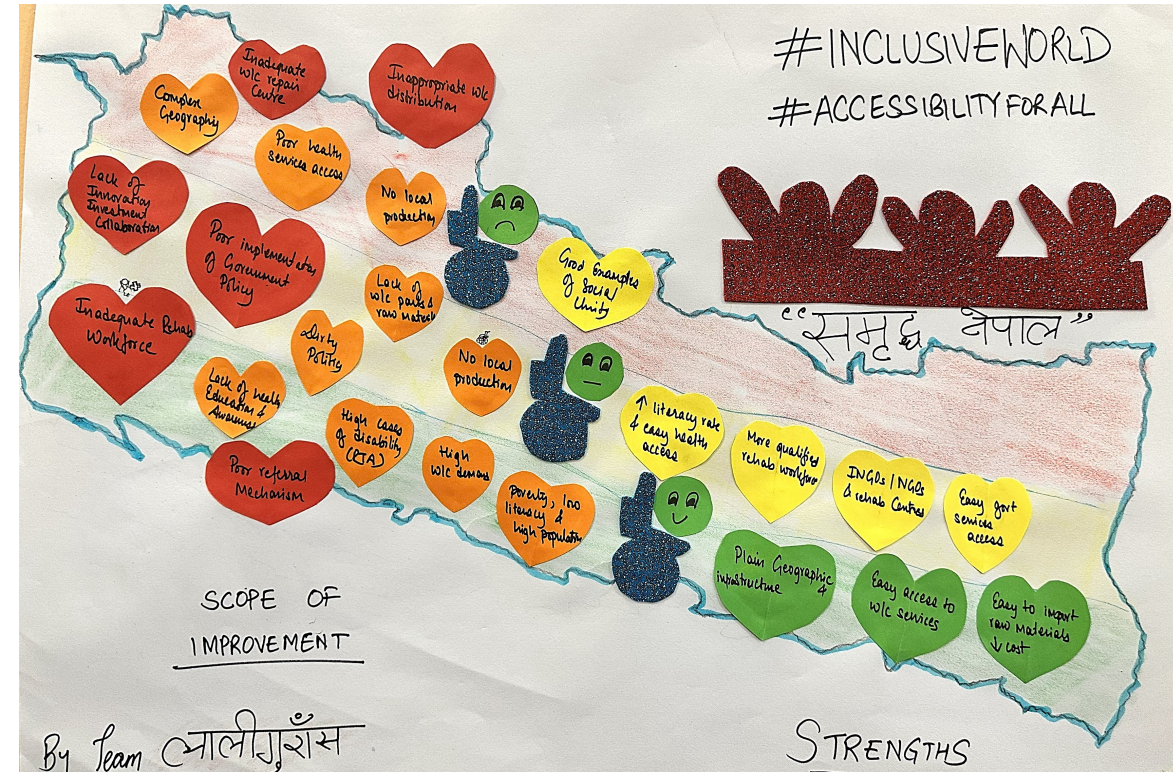 #INCLUSIVEWORLD
#ACCESSIBILITYFORALL
"समृद्ध नेपाल"
Inadequate
w/c repair
Centre
Inappropriate w/c
distribution
Complex
Geography
Poor health
services access
Lack of
Innovation
Investment
Collaboration
No local
production
Poor implementation
of Government
Policy
Good Examples
of Social
Unity
Lack of
w/c parts &
raw material
Inadequate Rehab
Workforce
Dirty
Politics
No local
production
Lack of health
Education &
Awareness
High cases
of disability
(RTA)
↑ literacy rate
& easy health
access
More qualified
rehab workforce
High
w/c demand
INGOs / NGOs
& rehab Centres
Easy govt
services
access
Poor referral
Mechanism
Poverty, low
literacy &
high population
Plain Geographic &
infrastructure
Easy access to
w/c services
Easy to import
raw materials
↓ cost
SCOPE OF
IMPROVEMENT
By Team लालीगुराँस
STRENGTHS